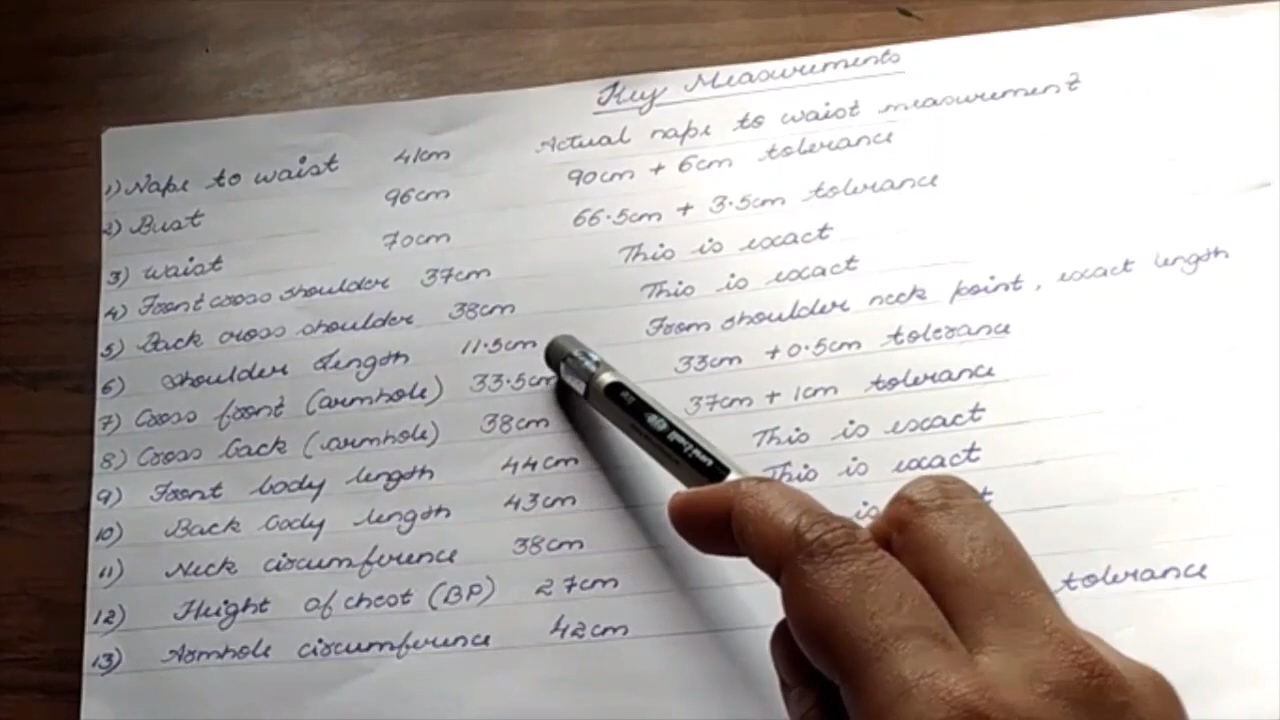 Key Measurements
1) Nape to waist 41cm Actual nape to waist measurement
2) Bust 96cm 90cm + 6cm tolerance
3) Waist 70cm 66.5cm + 3.5cm tolerance
4) Front cross shoulder 37cm This is exact
5) Back cross shoulder 38cm This is exact
6) Shoulder length 11.5cm From shoulder neck point, exact length
7) Cross front (armhole) 33.5cm 33cm + 0.5cm tolerance
8) Cross back (armhole) 38cm 37cm + 1cm tolerance
9) Front body length 44cm This is exact
10) Back body length 43cm This is exact
11) Neck circumference 38cm is
12) Height of chest (BP) 27cm
13) Armhole circumference 42cm tolerance
uni-ball